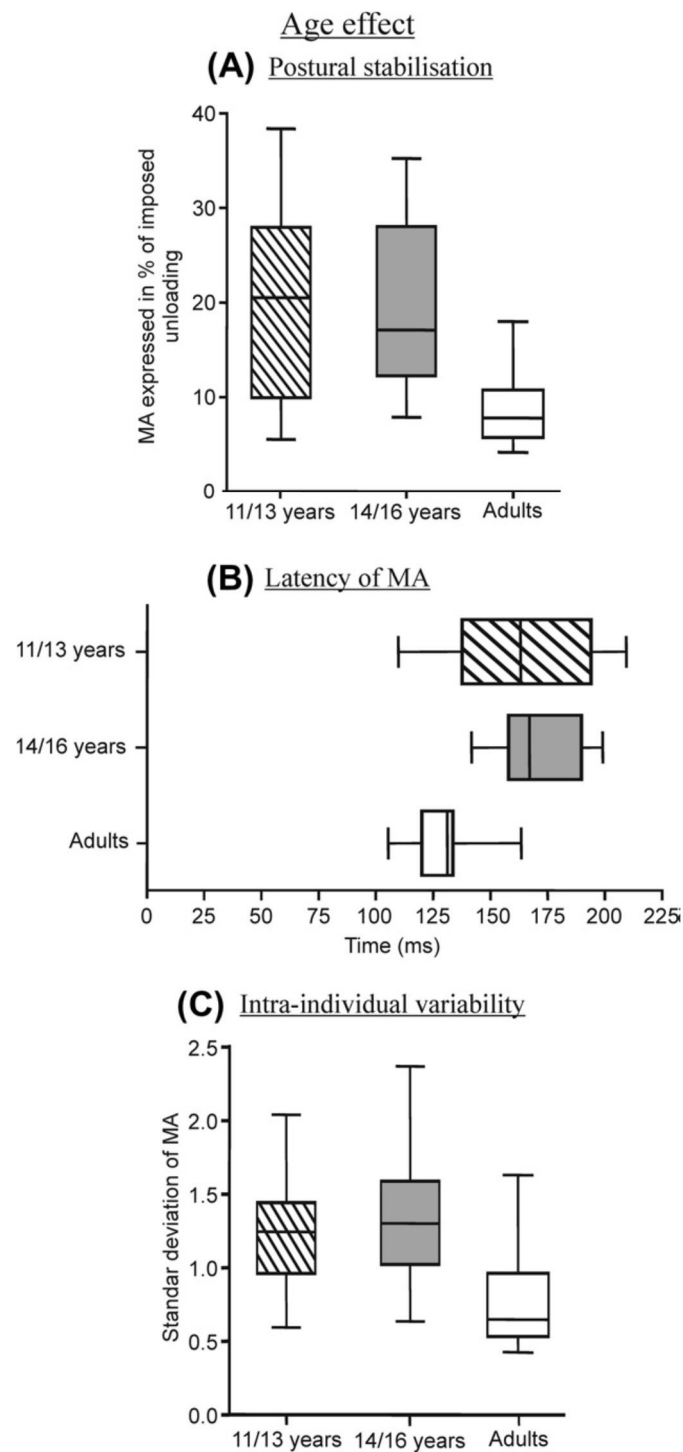 Age effect
(A) Postural stabilisation
MA expressed in % of imposed
unloading
40
30
20
10
0
11/13 years 14/16 years Adults
(B) Latency of MA
11/13 years
14/16 years
Adults
0 25 50 75 100 125 150 175 200 225
Time (ms)
(C) Intra-individual variability
Standar deviation of MA
2.5
2.0
1.5
1.0
0.5
0.0
11/13 years 14/16 years Adults